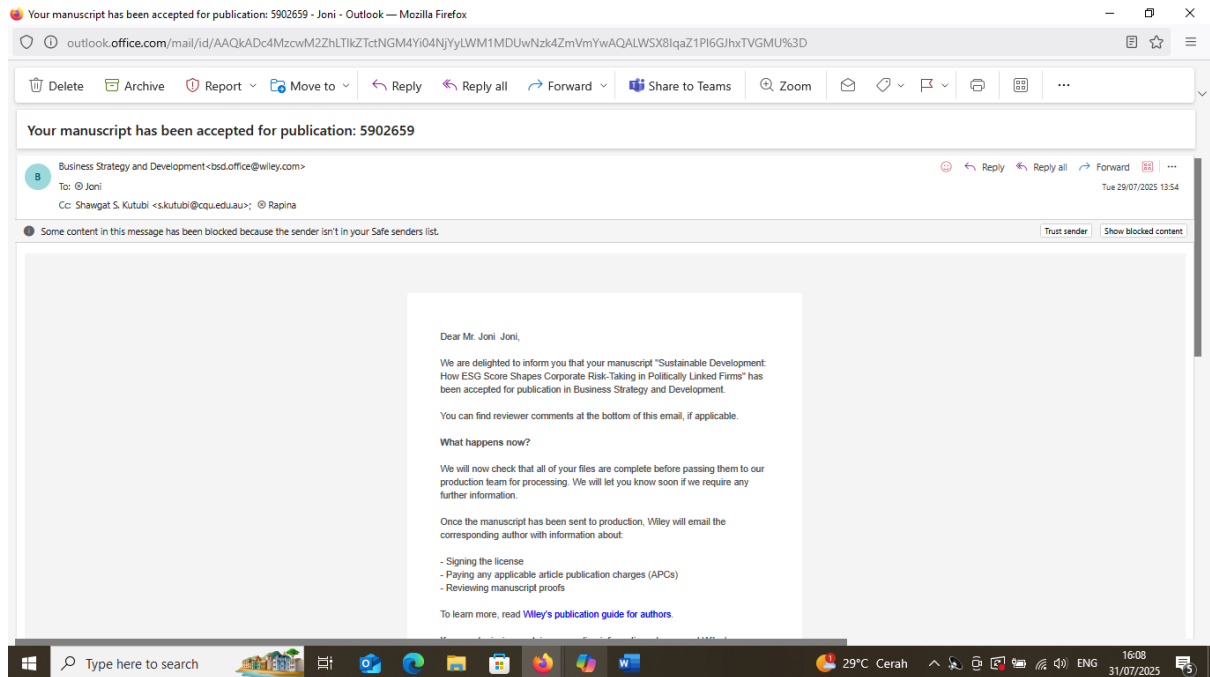 Your manuscript has been accepted for publication: 5902659 - Joni - Outlook — Mozilla Firefox
outlook.office.com/mail/id/AAQkADc4MzcwM2ZhLTlkZTctNGM4Yi04NjYyLWM1MDUwNzk4ZmVmYwAQALWSX8IqaZ1Pl6GJhxTVGMU%3D
Delete Archive Report Move to Reply Reply all Forward Share to Teams Zoom
Your manuscript has been accepted for publication: 5902659
B
Business Strategy and Development<bsd.office@wiley.com>
Reply Reply all Forward
To: Joni
Tue 29/07/2025 13:54
Cc: Shawgat S. Kutubi <s.kutubi@cqu.edu.au>; Rapina
Some content in this message has been blocked because the sender isn't in your Safe senders list.
Trust sender Show blocked content
Dear Mr. Joni Joni,
We are delighted to inform you that your manuscript "Sustainable Development:
How ESG Score Shapes Corporate Risk-Taking in Politically Linked Firms" has
been accepted for publication in Business Strategy and Development.
You can find reviewer comments at the bottom of this email, if applicable.
What happens now?
We will now check that all of your files are complete before passing them to our
production team for processing. We will let you know soon if we require any
further information.
Once the manuscript has been sent to production, Wiley will email the
corresponding author with information about:
- Signing the license
- Paying any applicable article publication charges (APCs)
- Reviewing manuscript proofs
To learn more, read Wiley's publication guide for authors.
Type here to search
29°C Cerah
ENG
16:08
31/07/2025
5